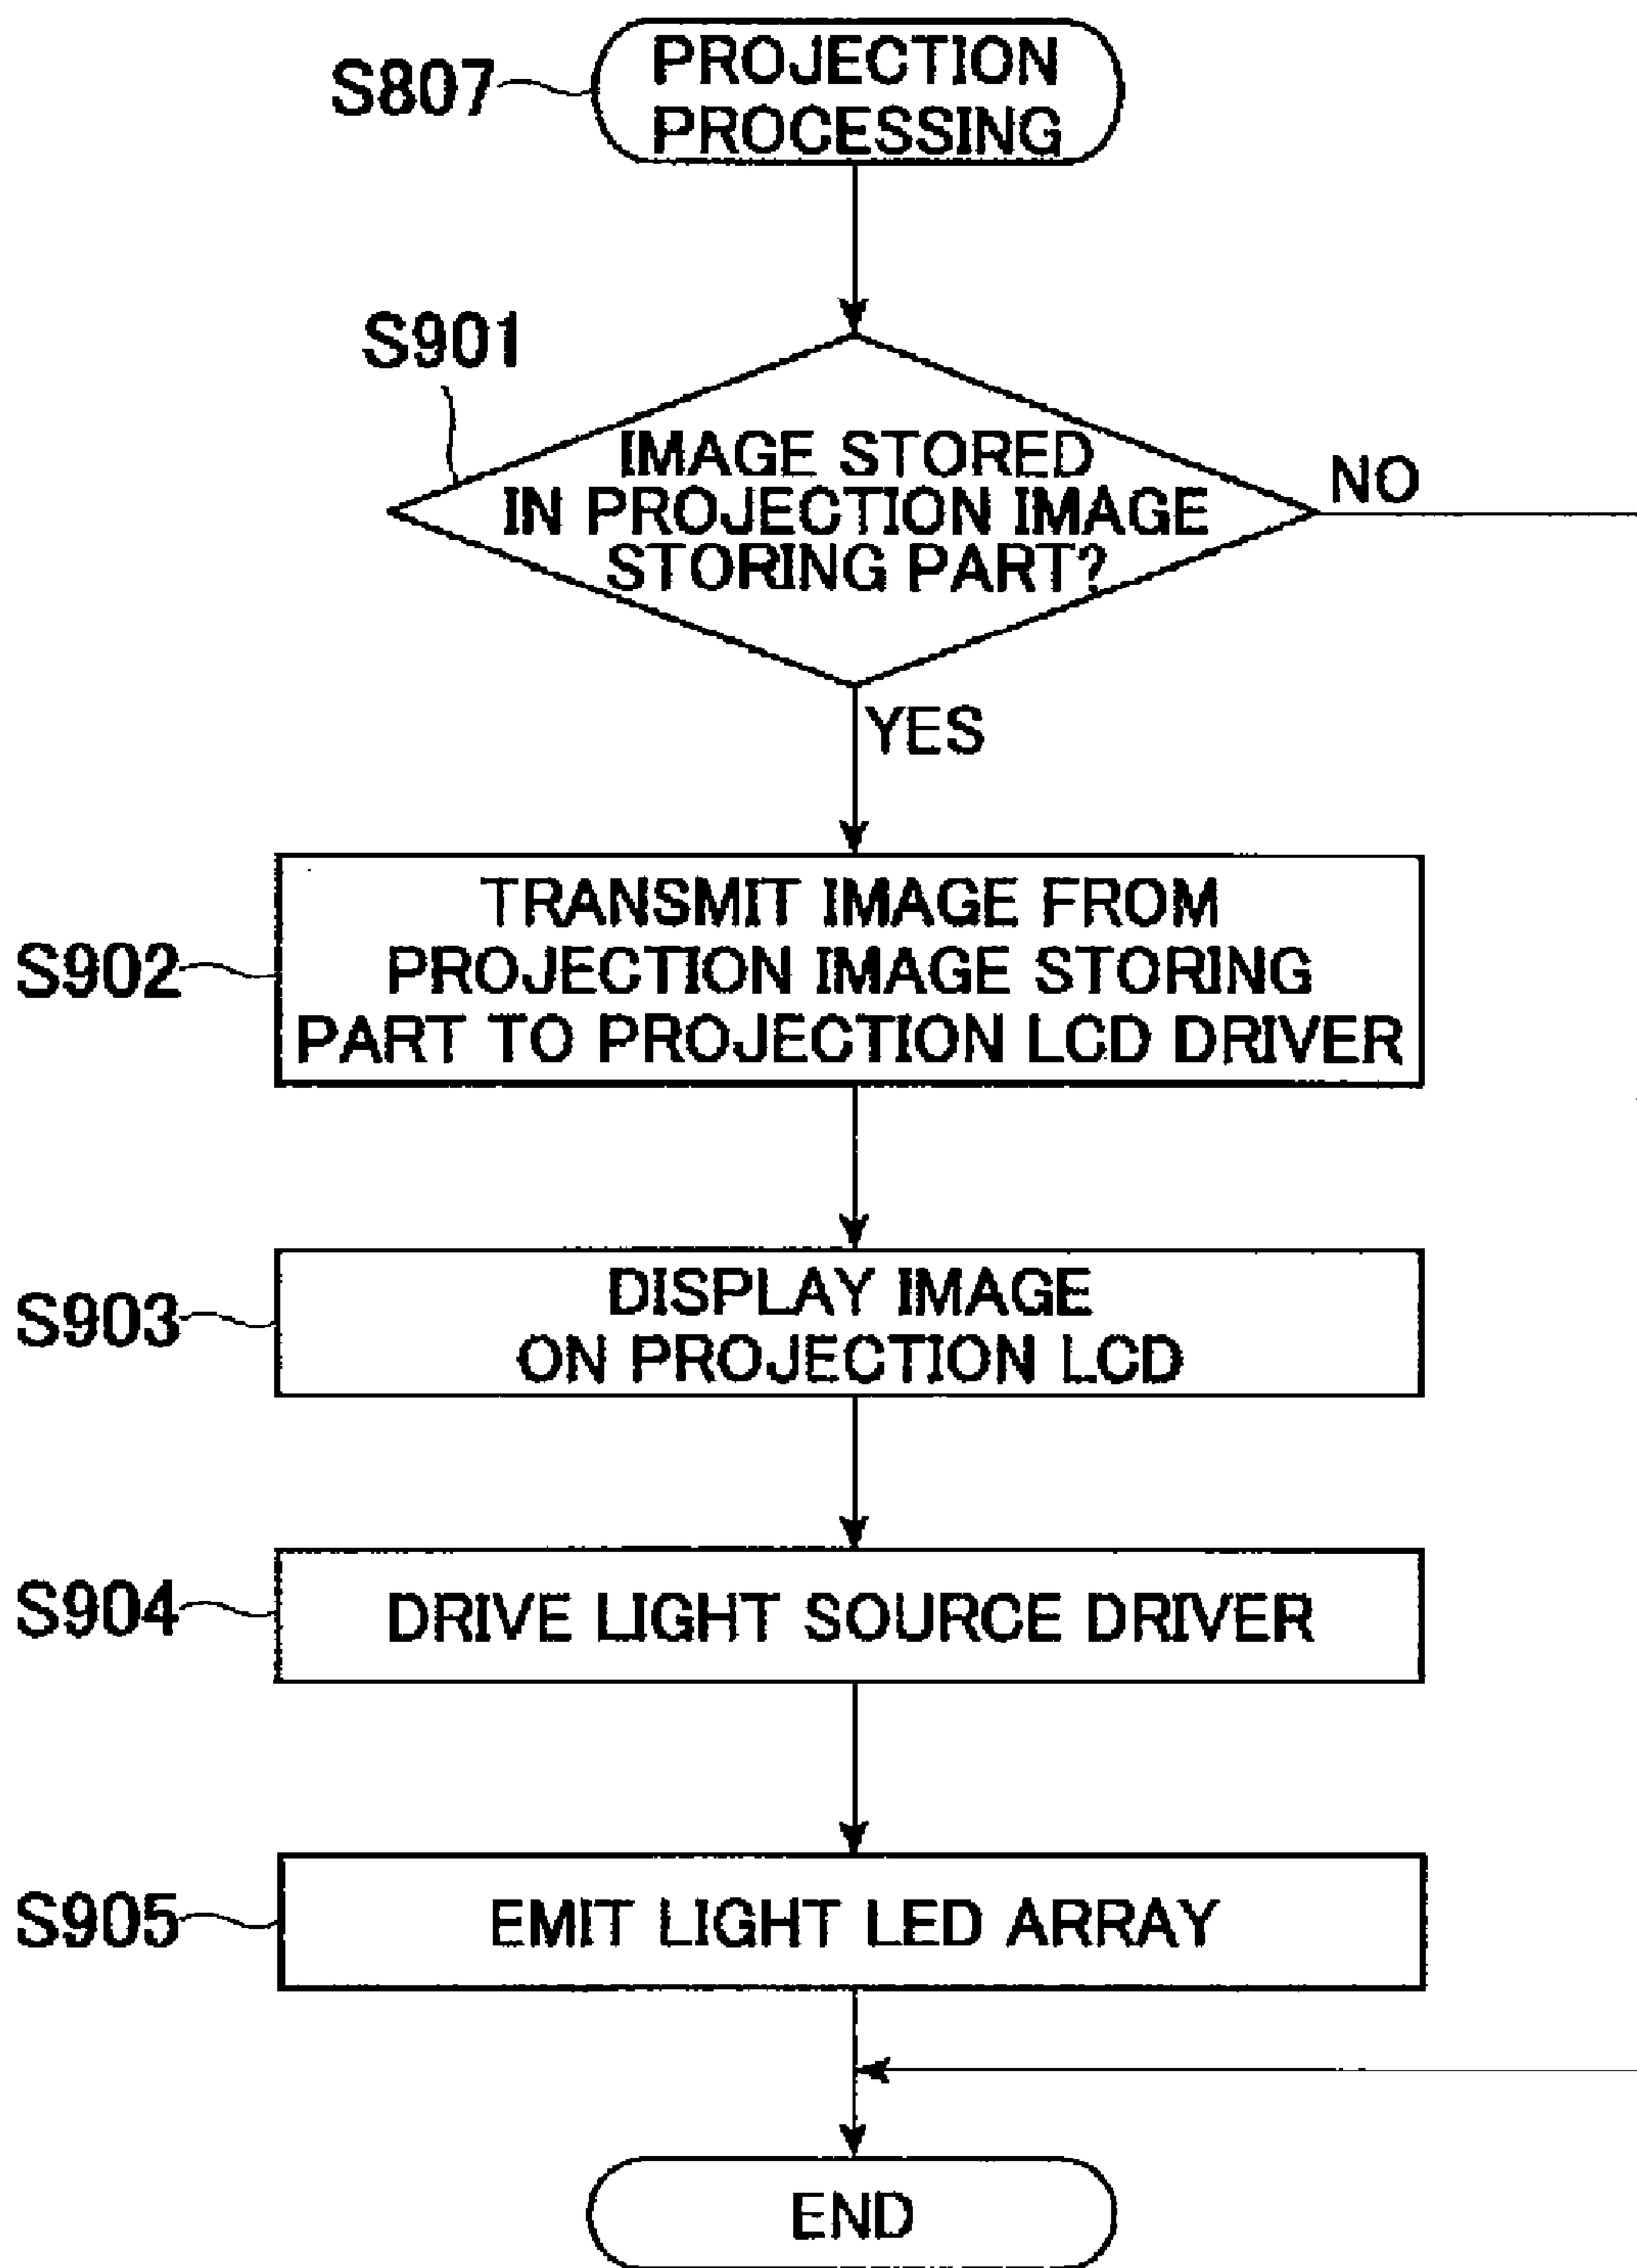 S807
PROJECTION
PROCESSING
S901
IMAGE STORED
IN PROJECTION IMAGE
STORING PART?
NO
YES
S902
TRANSMIT IMAGE FROM
PROJECTION IMAGE STORING
PART TO PROJECTION LCD DRIVER
S903
DISPLAY IMAGE
ON PROJECTION LCD
S904
DRIVE LIGHT SOURCE DRIVER
S905
EMIT LIGHT LED ARRAY
END